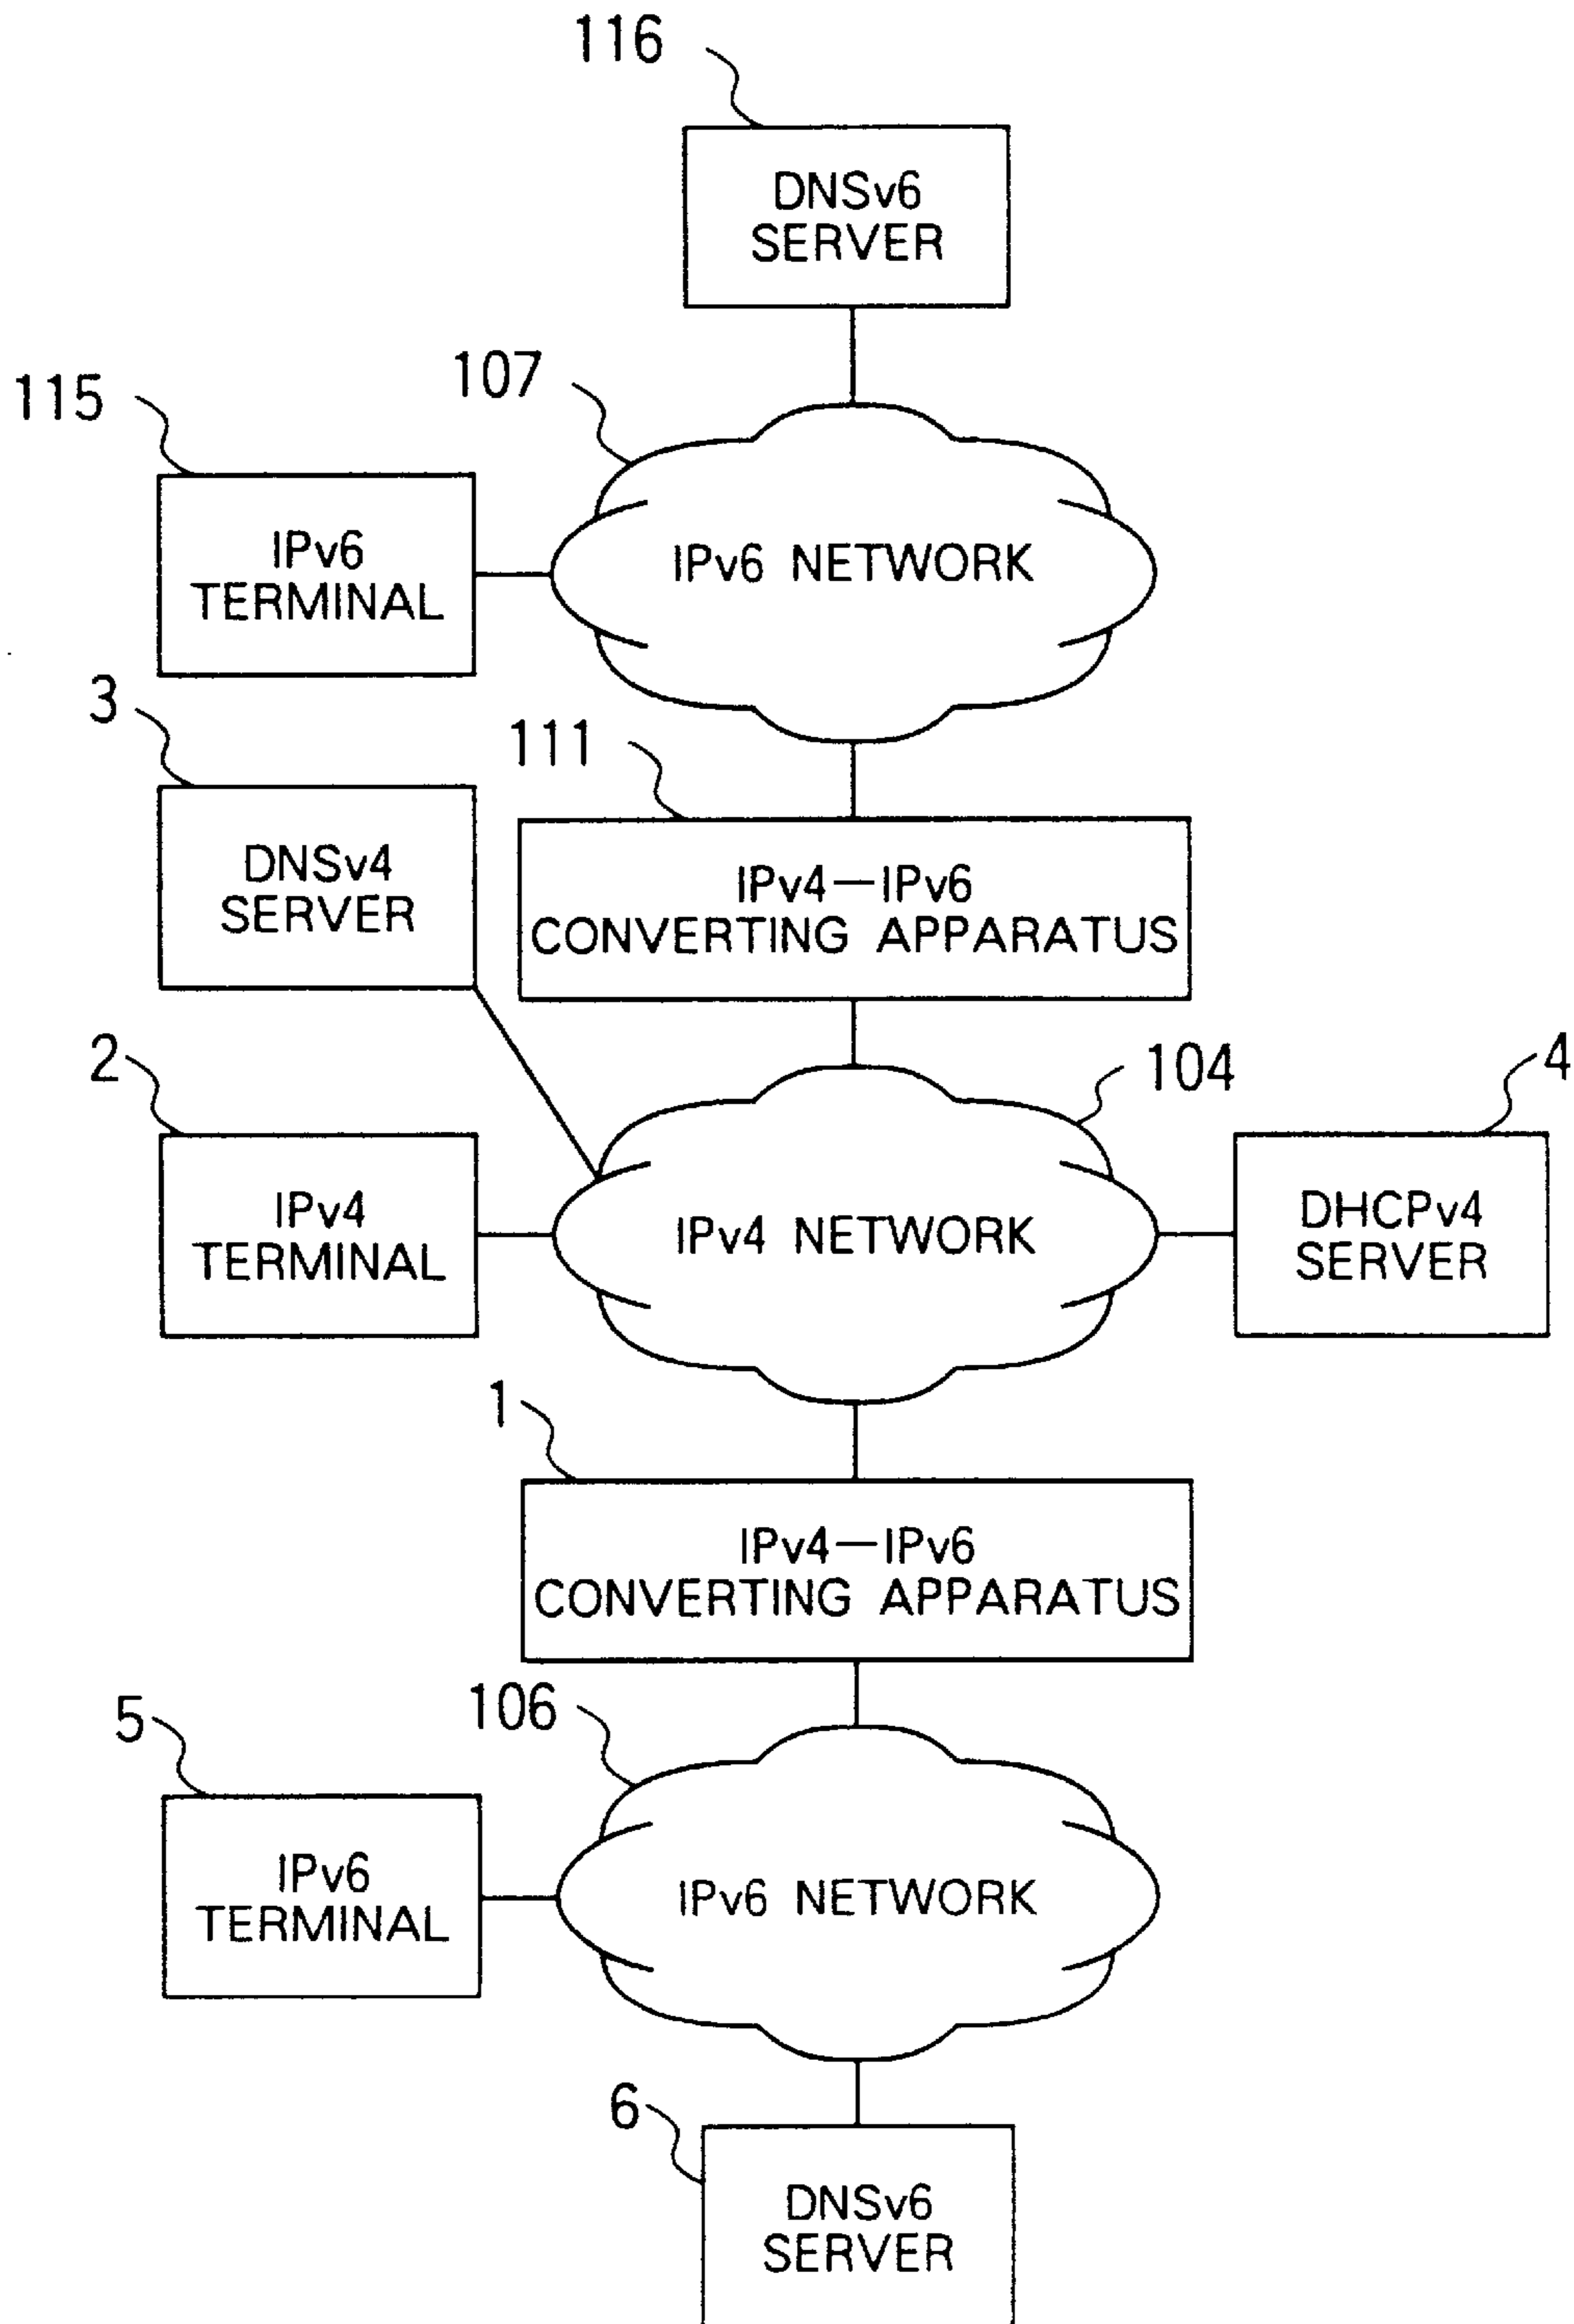 116
DNSv6
SERVER
107
115
IPv6
TERMINAL
IPv6 NETWORK
3
111
DNSv4
SERVER
IPv4—IPv6
CONVERTING APPARATUS
2
104
4
IPv4
TERMINAL
IPv4 NETWORK
DHCPv4
SERVER
1
IPv4—IPv6
CONVERTING APPARATUS
106
5
IPv6
TERMINAL
IPv6 NETWORK
6
DNSv6
SERVER